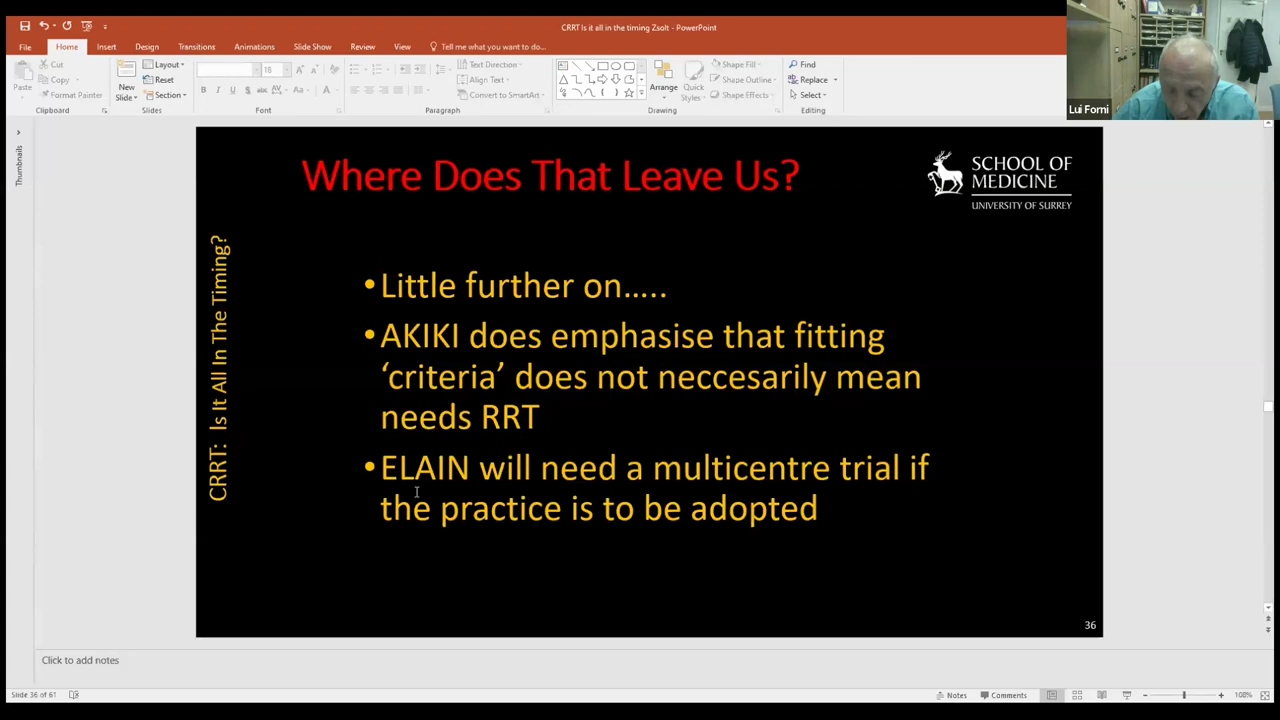 CRRT Is it all in the timing Zsolt - PowerPoint
File Home Insert Design Transitions Animations Slide Show Review View Tell me what you want to do...
Paste
Cut
Copy
Format Painter
Clipboard
New
Slide
Layout
Reset
Section
Slides
18
B I U S abc AV Aa A
Font
Text Direction
Align Text
Convert to SmartArt
Paragraph
Arrange
Quick
Styles
Shape Fill
Shape Outline
Shape Effects
Drawing
Find
Replace
Select
Editing
Lui Forni
Thumbnails
Where Does That Leave Us?
SCHOOL OF
MEDICINE
UNIVERSITY OF SURREY
CRRT: Is It All In The Timing?
•Little further on…..
•AKIKI does emphasise that fitting
‘criteria’ does not neccesarily mean
needs RRT
•ELAIN will need a multicentre trial if
the practice is to be adopted
36
Click to add notes
Slide 36 of 61
Notes
Comments
108%